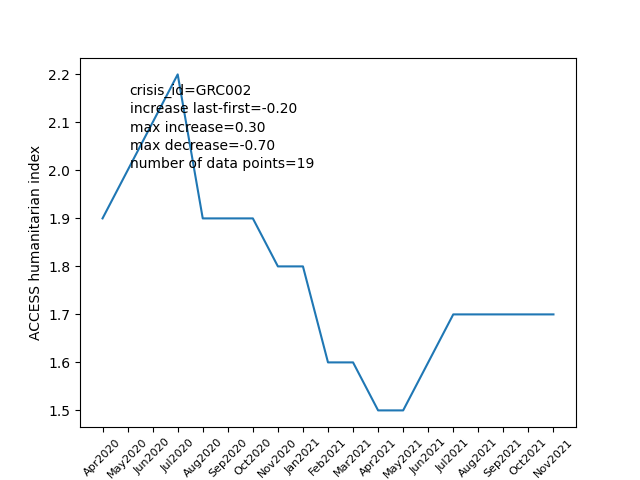 crisis_id=GRC002
increase last-first=-0.20
max increase=0.30
max decrease=-0.70
number of data points=19
ACCESS humanitarian index
2.2
2.1
2.0
1.9
1.8
1.7
1.6
1.5
Apr2020
May2020
Jun2020
Jul2020
Aug2020
Sep2020
Oct2020
Nov2020
Jan2021
Feb2021
Mar2021
Apr2021
May2021
Jun2021
Jul2021
Aug2021
Sep2021
Oct2021
Nov2021